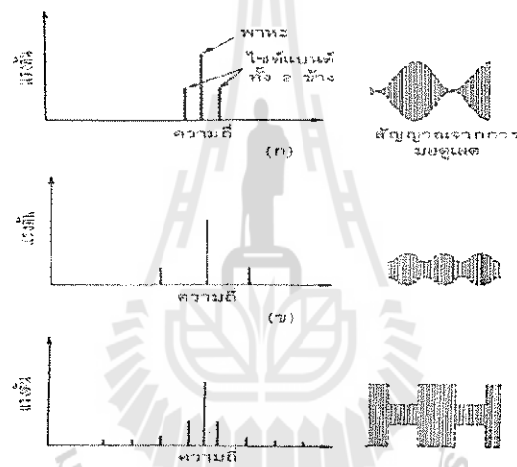 พาหะ
ไซด์แบนด์
ทั้ง ๒ ข้าง
แรงดัน
ความถี่
สัญญาณจากการ
มอดูเลต
(ก)
แรงดัน
ความถี่
(ข)
แรงดัน
ความถี่